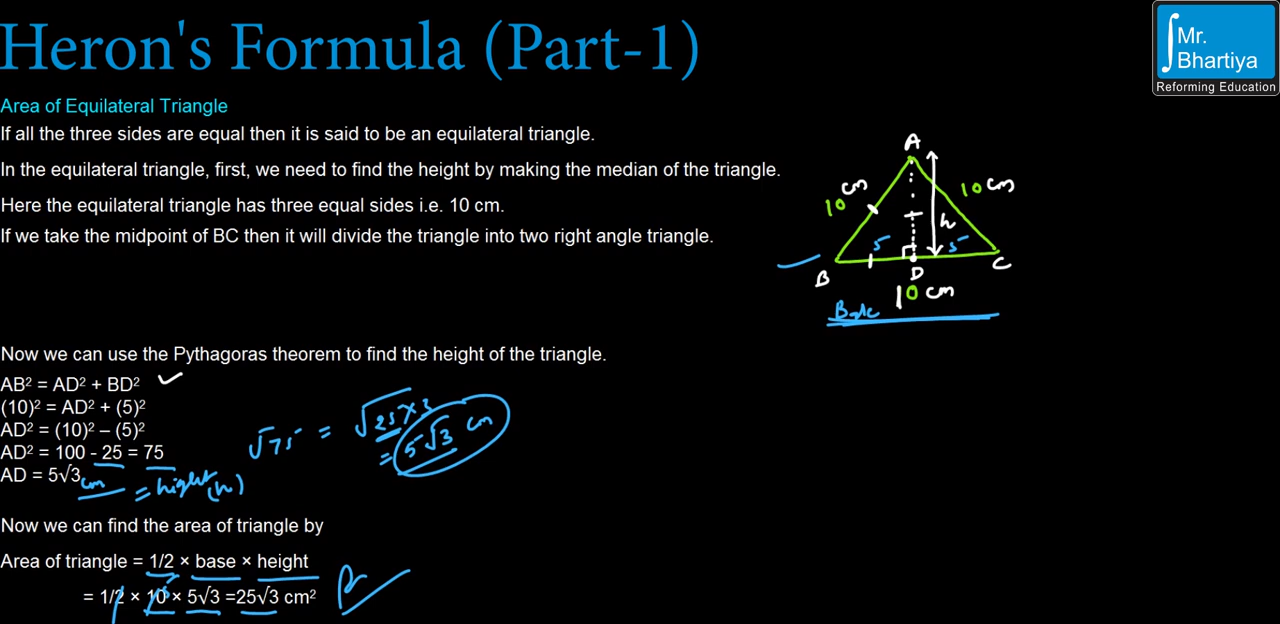 Heron's Formula (Part-1)
Mr.
Bhartiya
Reforming Education
Area of Equilateral Triangle
If all the three sides are equal then it is said to be an equilateral triangle.
In the equilateral triangle, first, we need to find the height by making the median of the triangle.
Here the equilateral triangle has three equal sides i.e. 10 cm.
If we take the midpoint of BC then it will divide the triangle into two right angle triangle.
A
10 cm
10 cm
h
5
5
B
D
C
10 cm
Base
Now we can use the Pythagoras theorem to find the height of the triangle.
AB² = AD² + BD²
(10)² = AD² + (5)²
AD² = (10)² – (5)²
AD² = 100 - 25 = 75
AD = 5√3 cm = hight (h)
√75 = √25×3
= 5√3 cm
Now we can find the area of triangle by
Area of triangle = 1/2 × base × height
= 1/2 × 10 × 5√3 =25√3 cm²
5